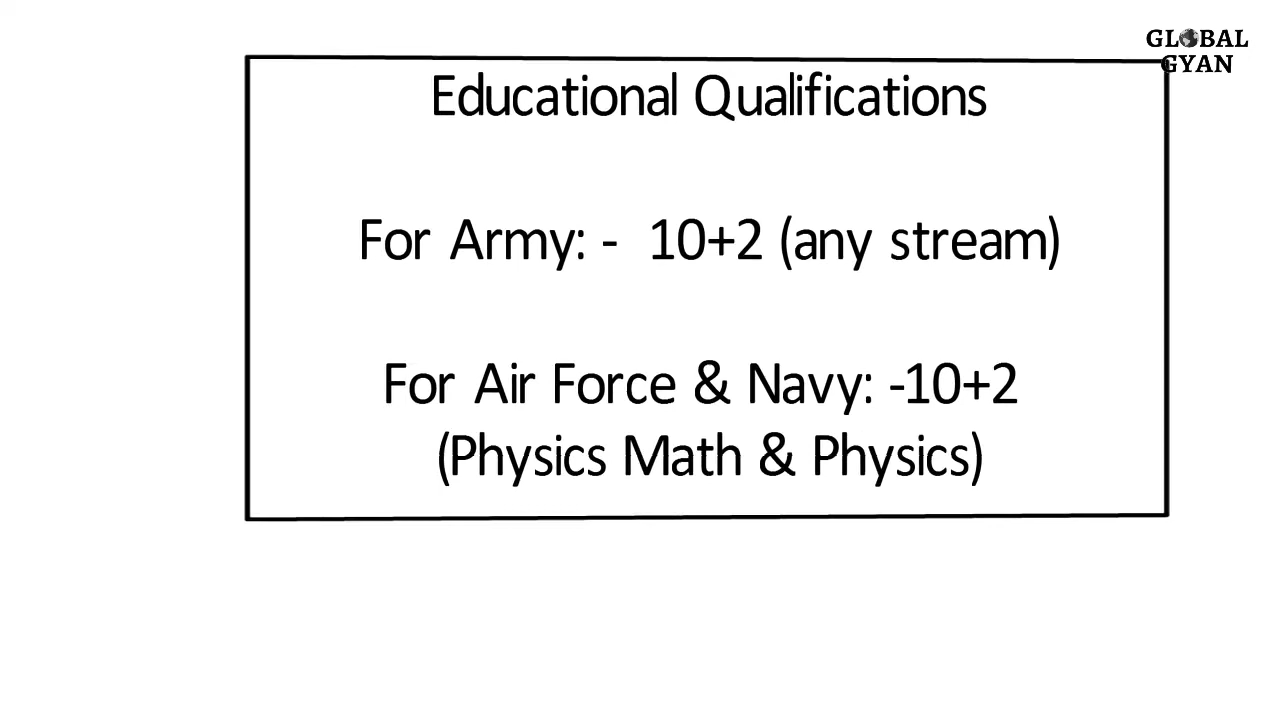 GLOBAL
GYAN
Educational Qualifications
For Army: - 10+2 (any stream)
For Air Force & Navy: -10+2
(Physics Math & Physics)